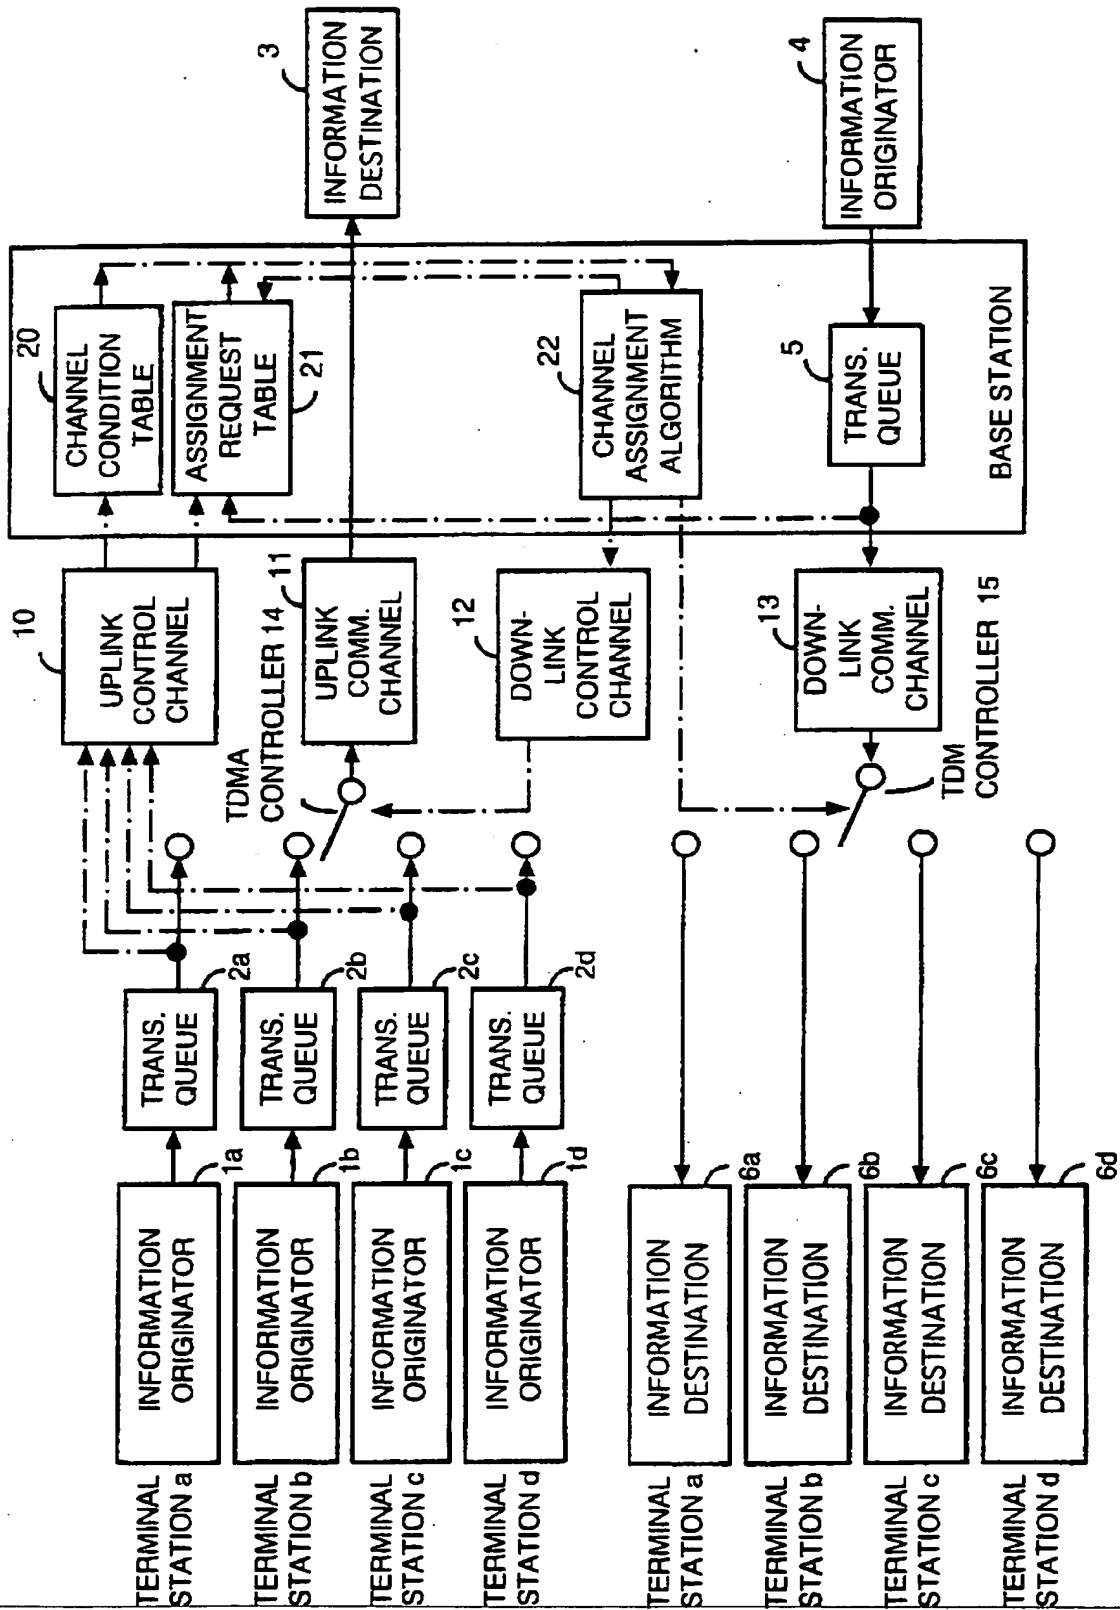 TERMINAL
STATION a
INFORMATION
ORIGINATOR
1a
TRANS.
QUEUE
2a
TERMINAL
STATION b
INFORMATION
ORIGINATOR
1b
TRANS.
QUEUE
2b
TERMINAL
STATION c
INFORMATION
ORIGINATOR
1c
TRANS.
QUEUE
2c
TERMINAL
STATION d
INFORMATION
ORIGINATOR
1d
TRANS.
QUEUE
2d
10
UPLINK
CONTROL
CHANNEL
TDMA
CONTROLLER 14
11
UPLINK
COMM.
CHANNEL
12
DOWN-
LINK
CONTROL
CHANNEL
13
DOWN-
LINK
COMM.
CHANNEL
TDM
CONTROLLER 15
20
CHANNEL
CONDITION
TABLE
ASSIGNMENT
REQUEST
TABLE
21
22
CHANNEL
ASSIGNMENT
ALGORITHM
5
TRANS.
QUEUE
BASE STATION
3
INFORMATION
DESTINATION
4
INFORMATION
ORIGINATOR
TERMINAL
STATION a
INFORMATION
DESTINATION
6a
TERMINAL
STATION b
INFORMATION
DESTINATION
6b
TERMINAL
STATION c
INFORMATION
DESTINATION
6c
TERMINAL
STATION d
INFORMATION
DESTINATION
6d